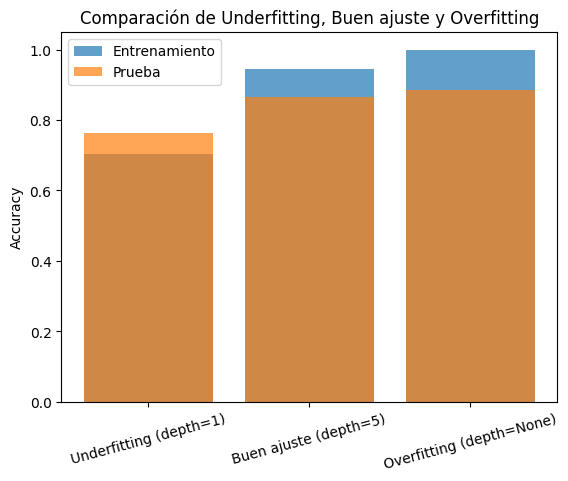 Comparación de Underfitting, Buen ajuste y Overfitting
Entrenamiento
Prueba
Accuracy
1.0
0.8
0.6
0.4
0.2
0.0
Underfitting (depth=1)
Buen ajuste (depth=5)
Overfitting (depth=None)